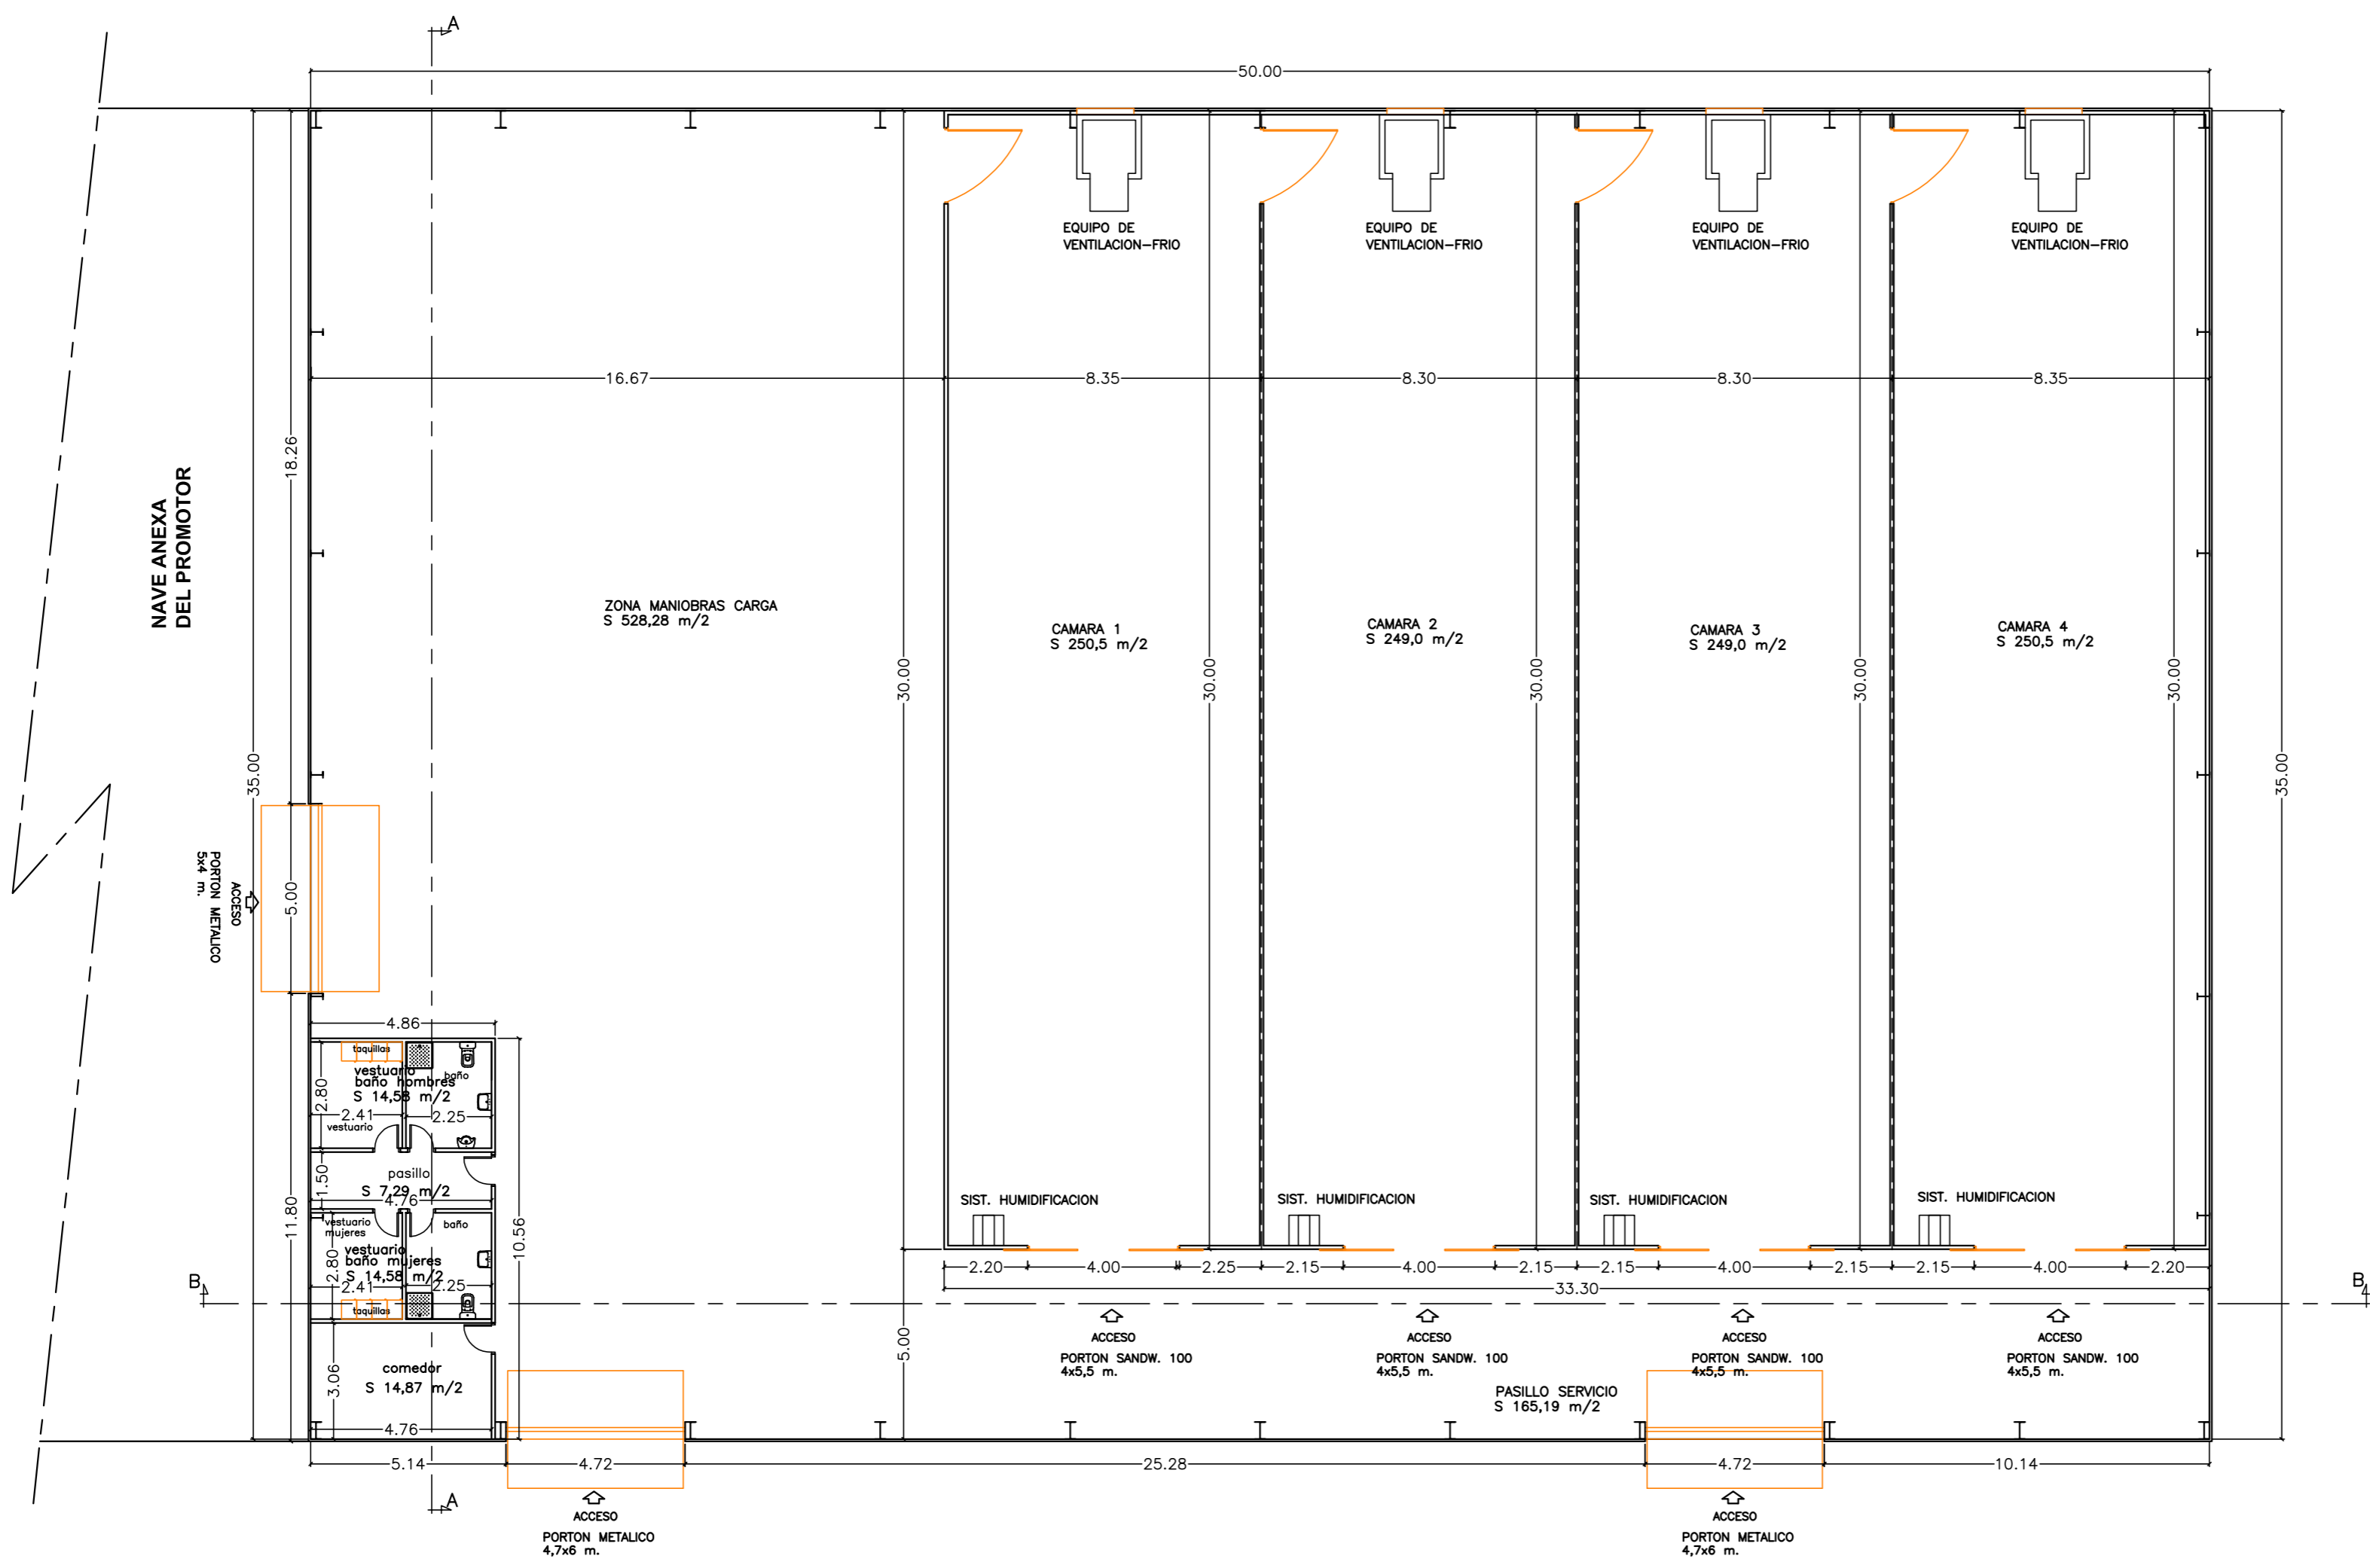 A
50.00
EQUIPO DE
VENTILACION-FRIO
EQUIPO DE
VENTILACION-FRIO
EQUIPO DE
VENTILACION-FRIO
EQUIPO DE
VENTILACION-FRIO
16.67
8.35
8.30
8.30
8.35
18.26
NAVE ANEXA
DEL PROMOTOR
ZONA MANIOBRAS CARGA
S 528,28 m/2
CAMARA 1
S 250,5 m/2
CAMARA 2
S 249,0 m/2
CAMARA 3
S 249,0 m/2
CAMARA 4
S 250,5 m/2
30.00
30.00
30.00
30.00
30.00
35.00
35.00
ACCESO
PORTON METALICO
5x4 m.
5.00
4.86
taquillas
vestuario
baño hombres
S 14,58 m/2
baño
2.80
2.41
2.25
vestuario
pasillo
S 7,29 m/2
1.50
4.76
11.80
10.56
vestuario
mujeres
baño
vestuario
baño mujeres
S 14,58 m/2
2.80
2.41
2.25
taquillas
comedor
S 14,87 m/2
3.06
4.76
SIST. HUMIDIFICACION
SIST. HUMIDIFICACION
SIST. HUMIDIFICACION
SIST. HUMIDIFICACION
2.20
4.00
2.25
2.15
4.00
2.15
2.15
4.00
2.15
2.15
4.00
2.20
33.30
B
B
5.00
ACCESO
PORTON SANDW. 100
4x5,5 m.
ACCESO
PORTON SANDW. 100
4x5,5 m.
ACCESO
PORTON SANDW. 100
4x5,5 m.
ACCESO
PORTON SANDW. 100
4x5,5 m.
PASILLO SERVICIO
S 165,19 m/2
5.14
4.72
25.28
4.72
10.14
A
ACCESO
PORTON METALICO
4,7x6 m.
ACCESO
PORTON METALICO
4,7x6 m.